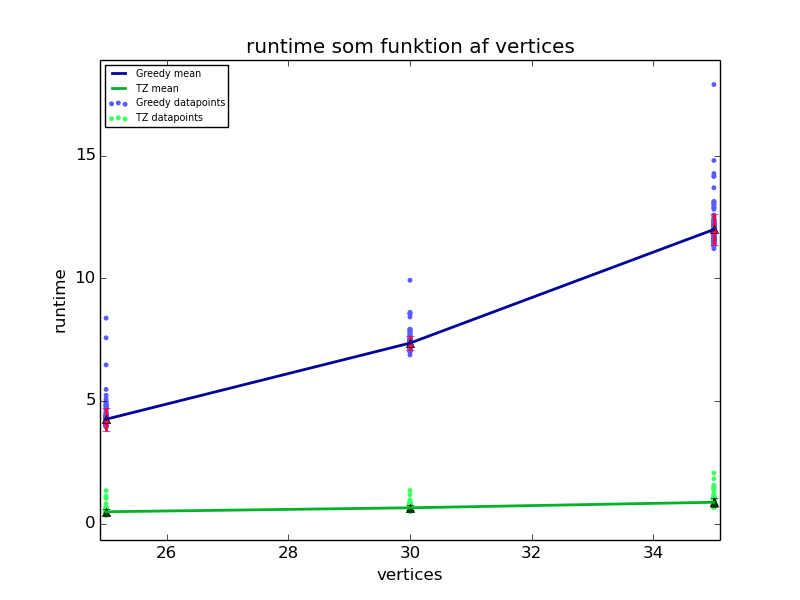 runtime som funktion af vertices
Greedy mean
TZ mean
Greedy datapoints
TZ datapoints
15
10
5
0
runtime
26 28 30 32 34
vertices